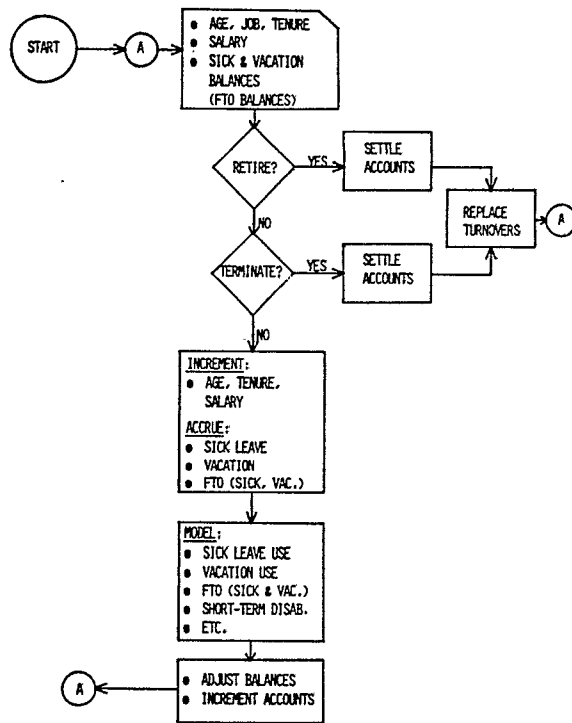 START
A
● AGE, JOB, TENURE
● SALARY
● SICK & VACATION
BALANCES
(FTO BALANCES)
RETIRE?
YES
SETTLE
ACCOUNTS
NO
REPLACE
TURNOVERS
A
TERMINATE?
YES
SETTLE
ACCOUNTS
NO
INCREMENT:
● AGE, TENURE,
SALARY
ACCRUE:
● SICK LEAVE
● VACATION
● FTO (SICK, VAC.)
MODEL:
● SICK LEAVE USE
● VACATION USE
● FTO (SICK & VAC.)
● SHORT-TERM DISAB.
● ETC.
A
● ADJUST BALANCES
● INCREMENT ACCOUNTS